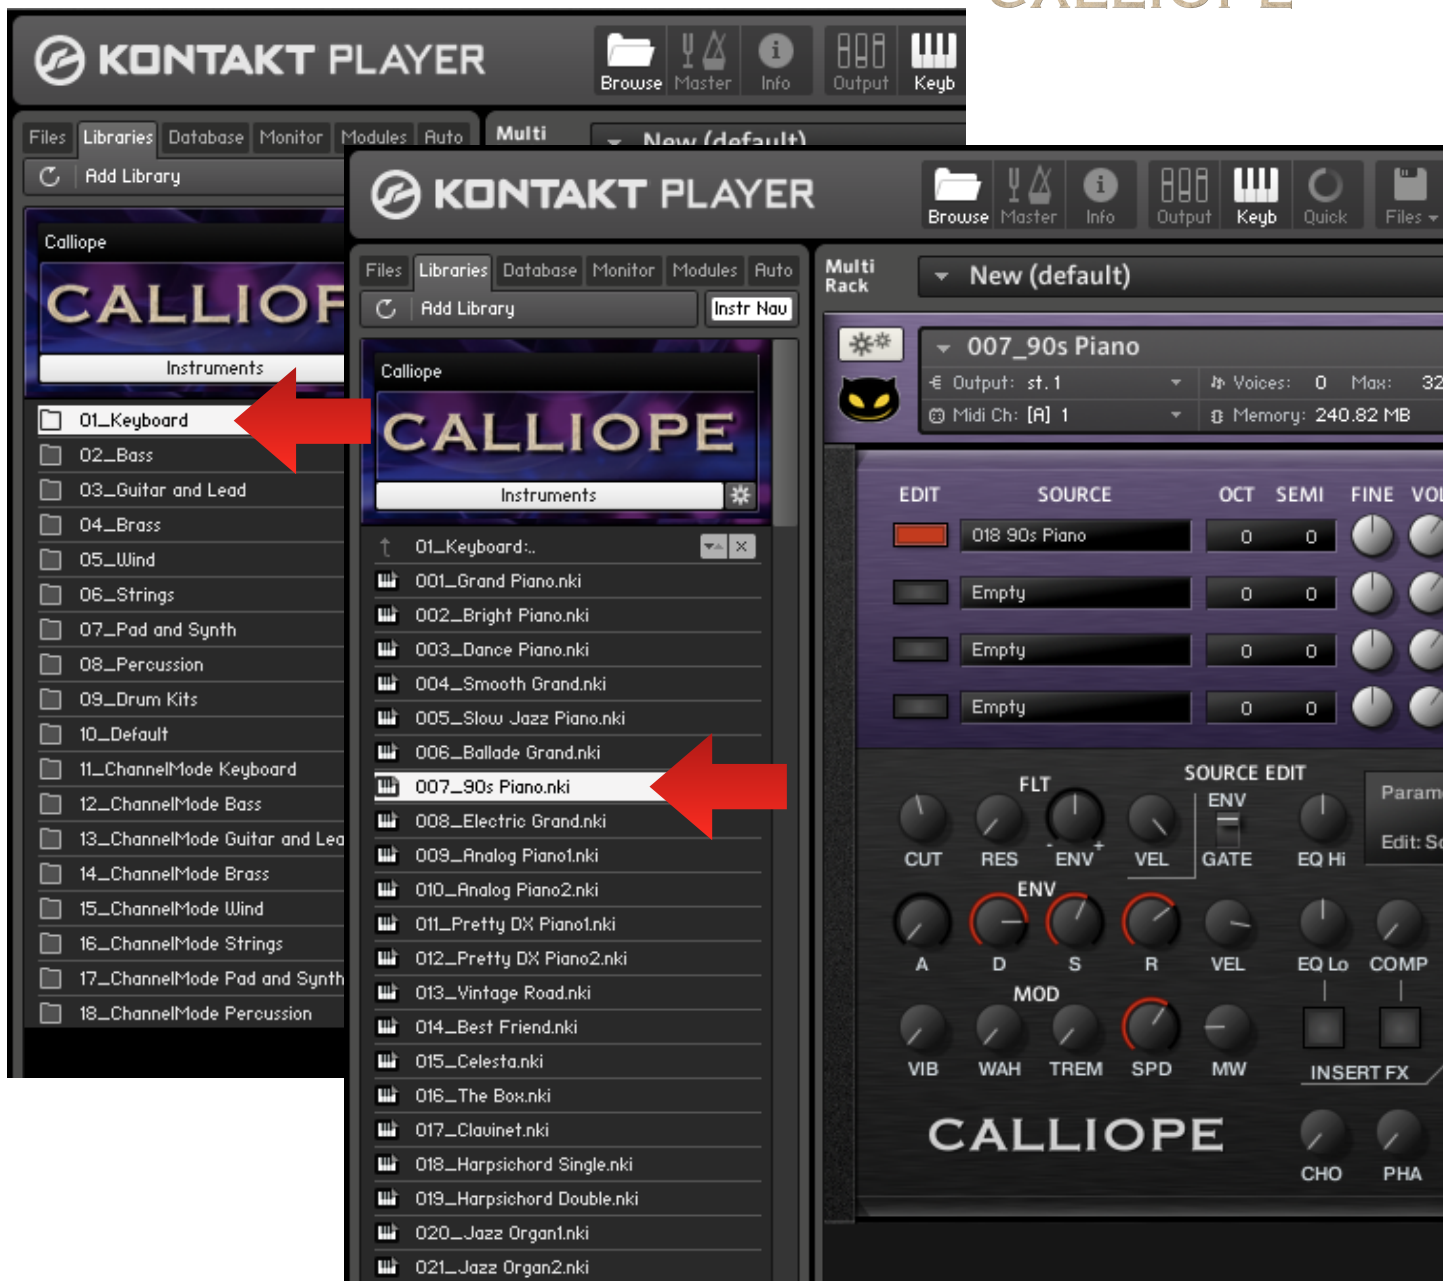 CALLIOPE
KONTAKT PLAYER
Browse Master Info Output Keyb
Files Libraries Database Monitor Modules Auto
Multi
New (default)
Add Library
Calliope
Instruments
01_Keyboard
02_Bass
03_Guitar and Lead
04_Brass
05_Wind
06_Strings
07_Pad and Synth
08_Percussion
09_Drum Kits
10_Default
11_ChannelMode Keyboard
12_ChannelMode Bass
13_ChannelMode Guitar and Lea
14_ChannelMode Brass
15_ChannelMode Wind
16_ChannelMode Strings
17_ChannelMode Pad and Synth
18_ChannelMode Percussion
KONTAKT PLAYER
Browse Master Info Output Keyb Quick Files
Files Libraries Database Monitor Modules Auto
Add Library Instr Nav
Calliope
CALLIOPE
Instruments
01_Keyboard:..
001_Grand Piano.nki
002_Bright Piano.nki
003_Dance Piano.nki
004_Smooth Grand.nki
005_Slow Jazz Piano.nki
006_Ballade Grand.nki
007_90s Piano.nki
008_Electric Grand.nki
009_Analog Piano1.nki
010_Analog Piano2.nki
011_Pretty DX Piano1.nki
012_Pretty DX Piano2.nki
013_Vintage Road.nki
014_Best Friend.nki
015_Celesta.nki
016_The Box.nki
017_Clavinet.nki
018_Harpsichord Single.nki
019_Harpsichord Double.nki
020_Jazz Organ1.nki
021_Jazz Organ2.nki
Multi Rack
New (default)
007_90s Piano
Output: st. 1 Voices: 0 Max: 32
Midi Ch: [A] 1 Memory: 240.82 MB
EDIT SOURCE OCT SEMI FINE VOL
018 90s Piano 0 0
Empty 0 0
Empty 0 0
Empty 0 0
SOURCE EDIT
FLT ENV
CUT RES - ENV + VEL GATE EQ Hi
Param
Edit: So
ENV
A D S R VEL EQ Lo COMP
MOD
VIB WAH TREM SPD MW
INSERT FX
CALLIOPE
CHO PHA